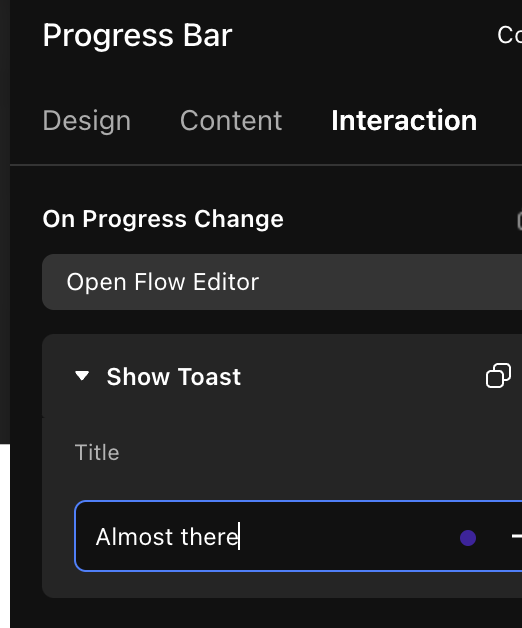 Progress Bar
Co
Design Content Interaction
On Progress Change
Open Flow Editor
Show Toast
Title
Almost there